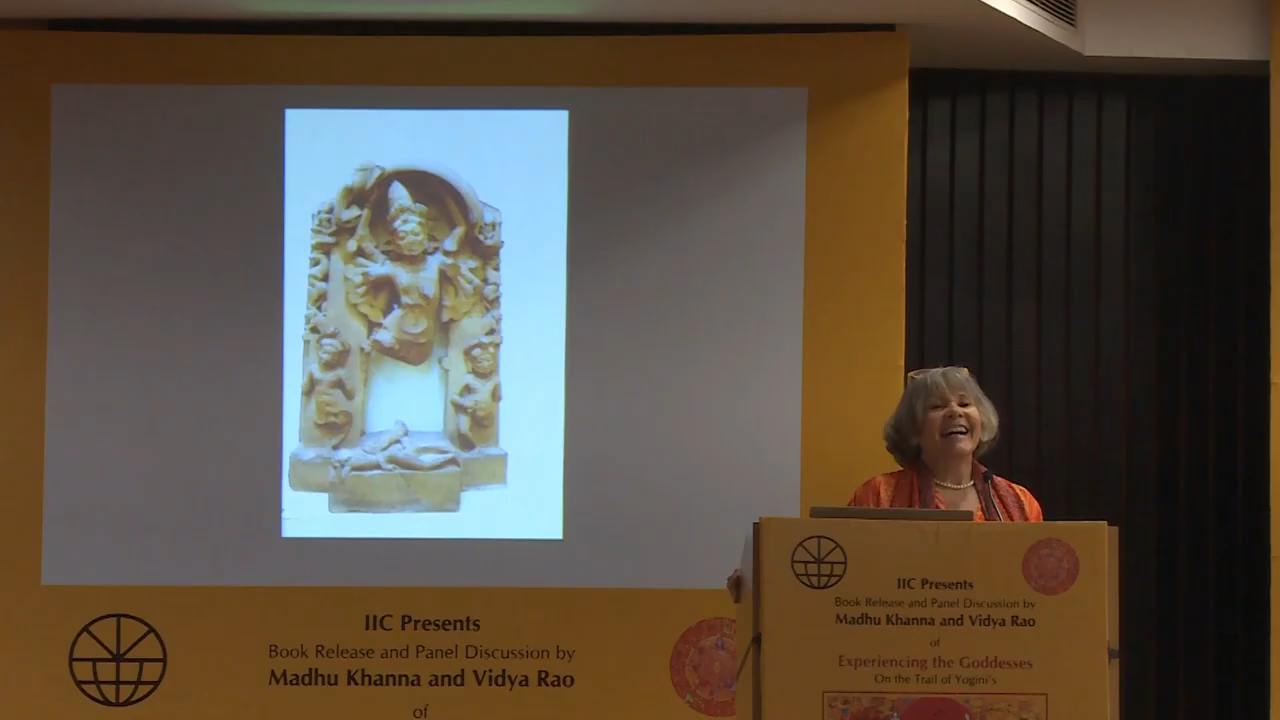 IIC Presents
Book Release and Panel Discussion by
Madhu Khanna and Vidya Rao
of
IIC Presents
Book Release and Panel Discussion by
Madhu Khanna and Vidya Rao
of
Experiencing the Goddesses
On the Trail of Yogini's